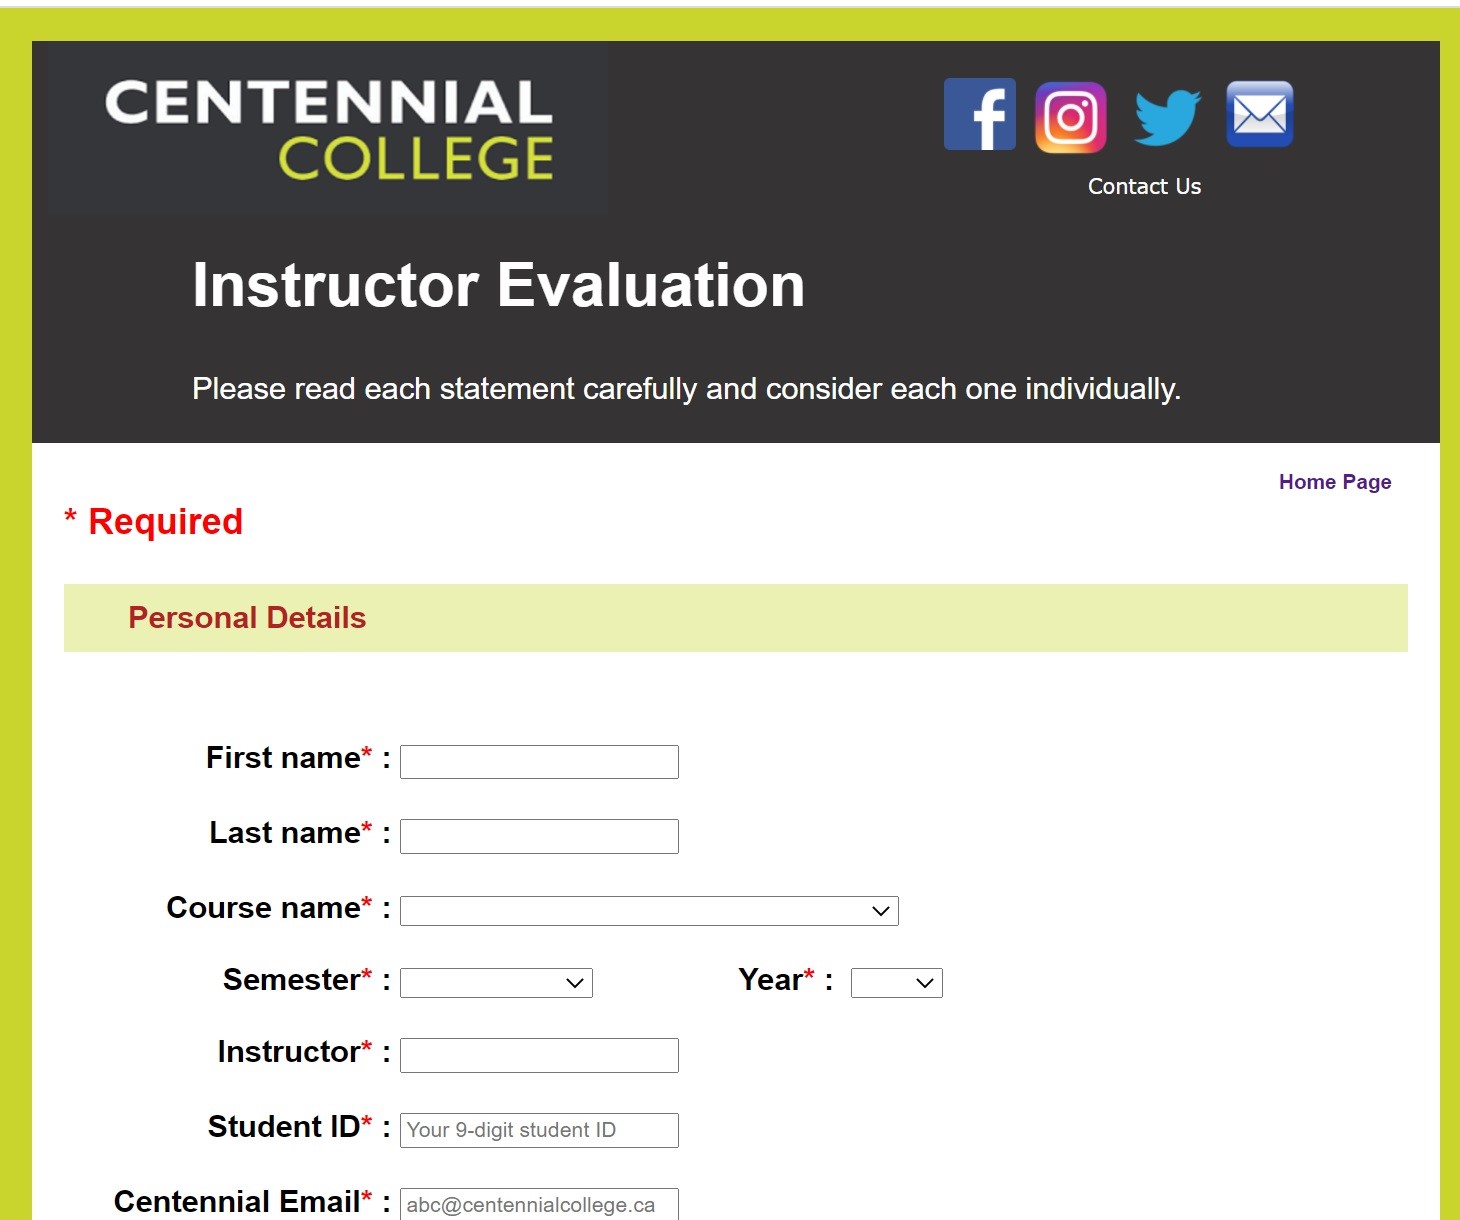 CENTENNIAL
COLLEGE
Contact Us
Instructor Evaluation
Please read each statement carefully and consider each one individually.
Home Page
* Required
Personal Details
First name* :
Last name* :
Course name* :
Semester* : Year* :
Instructor* :
Student ID* : Your 9-digit student ID
Centennial Email* : abc@centennialcollege.ca